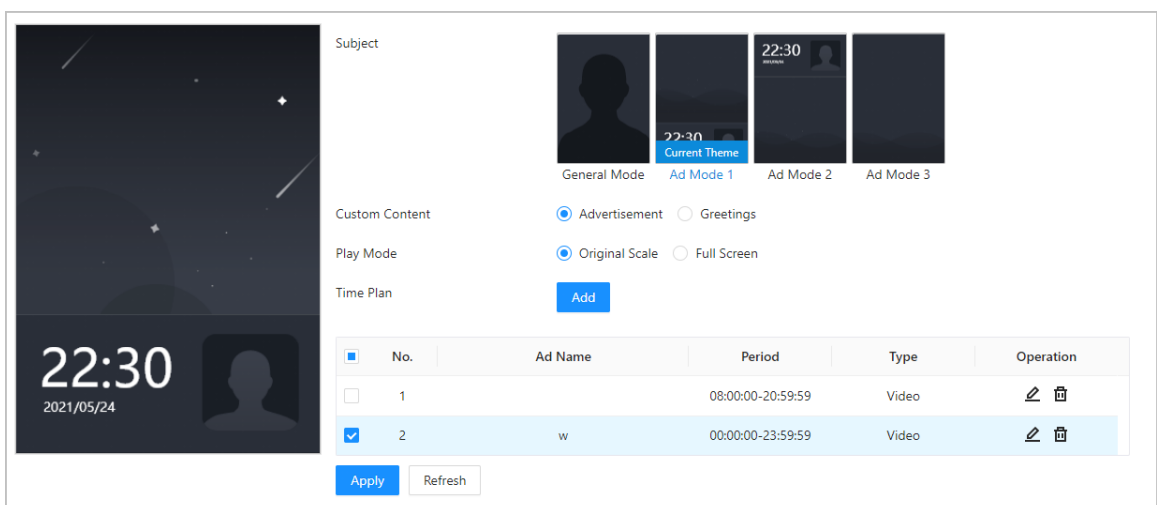 Subject
22:30
22:30
Current Theme
General Mode Ad Mode 1 Ad Mode 2 Ad Mode 3
Custom Content Advertisement Greetings
Play Mode Original Scale Full Screen
Time Plan Add
22:30
2021/05/24
No. Ad Name Period Type Operation
1 08:00:00-20:59:59 Video
2 w 00:00:00-23:59:59 Video
Apply Refresh